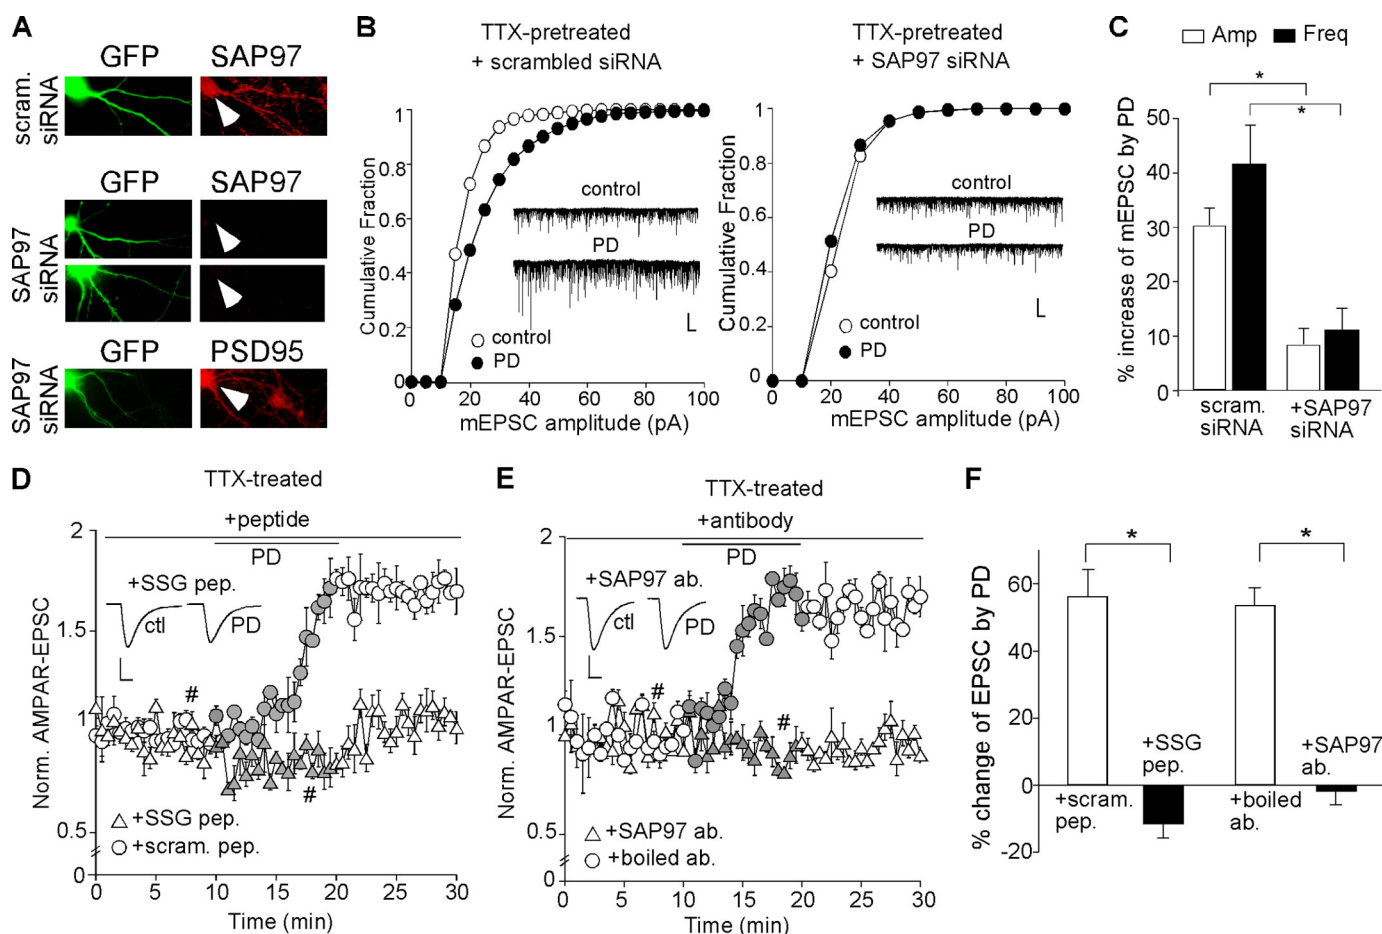 A
GFP SAP97
scram.
siRNA
GFP SAP97
SAP97
siRNA
GFP PSD95
SAP97
siRNA
B
TTX-pretreated
+ scrambled siRNA
1
0.8
0.6
0.4
0.2
0
Cumulative Fraction
control
PD
control
PD
20 40 60 80 100
mEPSC amplitude (pA)
TTX-pretreated
+ SAP97 siRNA
1
0.8
0.6
0.4
0.2
0
Cumulative Fraction
control
PD
control
PD
0 20 40 60 80 100
mEPSC amplitude (pA)
C
Amp Freq
* *
50
40
30
20
10
0
% increase of mEPSC by PD
scram.
siRNA
+SAP97
siRNA
D
TTX-treated
+peptide
PD
+SSG pep.
ctl PD
# #
2
1.5
1
0.5
0
Norm. AMPAR-EPSC
+SSG pep.
+scram. pep.
0 5 10 15 20 25 30
Time (min)
E
TTX-treated
+antibody
PD
+SAP97 ab.
ctl PD
# #
2
1.5
1
0.5
0
Norm. AMPAR-EPSC
+SAP97 ab.
+boiled ab.
0 5 10 15 20 25 30
Time (min)
F
* *
60
40
20
0
-20
% change of EPSC by PD
+scram.
pep.
+SSG
pep.
+boiled
ab.
+SAP97
ab.